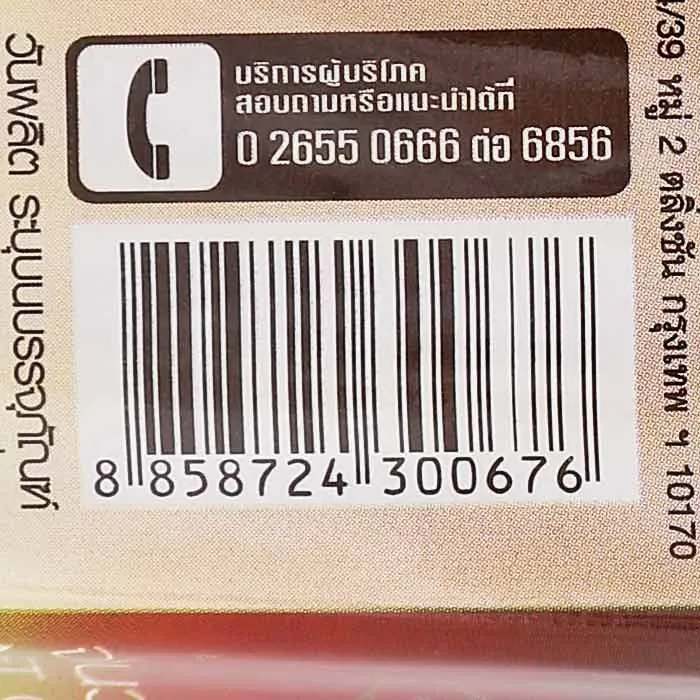 บริการผู้บริโภค
สอบถามหรือแนะนำได้ที่
0 2655 0666 ต่อ 6856
8 858724 300676
วันผลิต ระบุบนบรรจุภัณฑ์
/39 หมู่ 2 ตลิ่งชัน กรุงเทพ ฯ 10170